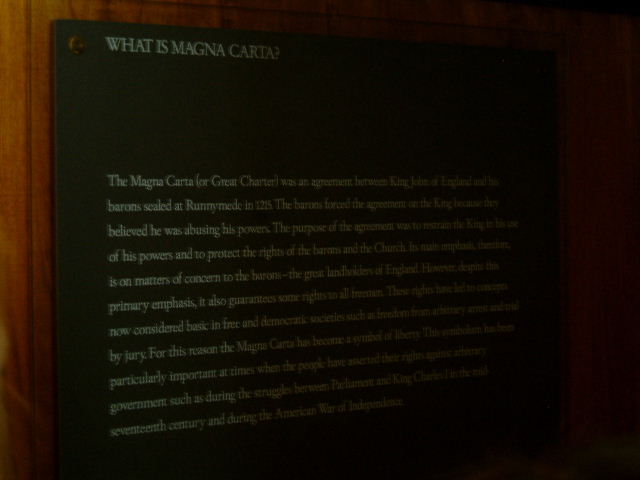 WHAT IS MAGNA CARTA?
The Magna Carta (or Great Charter) was an agreement between King John of England and his
barons sealed at Runnymede in 1215. The barons forced the agreement on the King because they
believed he was abusing his powers. The purpose of the agreement was to restrain the King in his use
of his powers and to protect the rights of the barons and the Church. Its main emphasis, therefore,
is on matters of concern to the barons-the great landholders of England. However, despite this
primary emphasis, it also guarantees some rights to all freemen. These rights have led to concepts
now considered basic in free and democratic societies such as freedom from arbitrary arrest and trial
by jury. For this reason the Magna Carta has become a symbol of liberty. This symbolism has been
particularly important at times when the people have asserted their rights against arbitrary
government such as during the struggles between Parliament and King Charles I in the mid-
seventeenth century and during the American War of Independence.